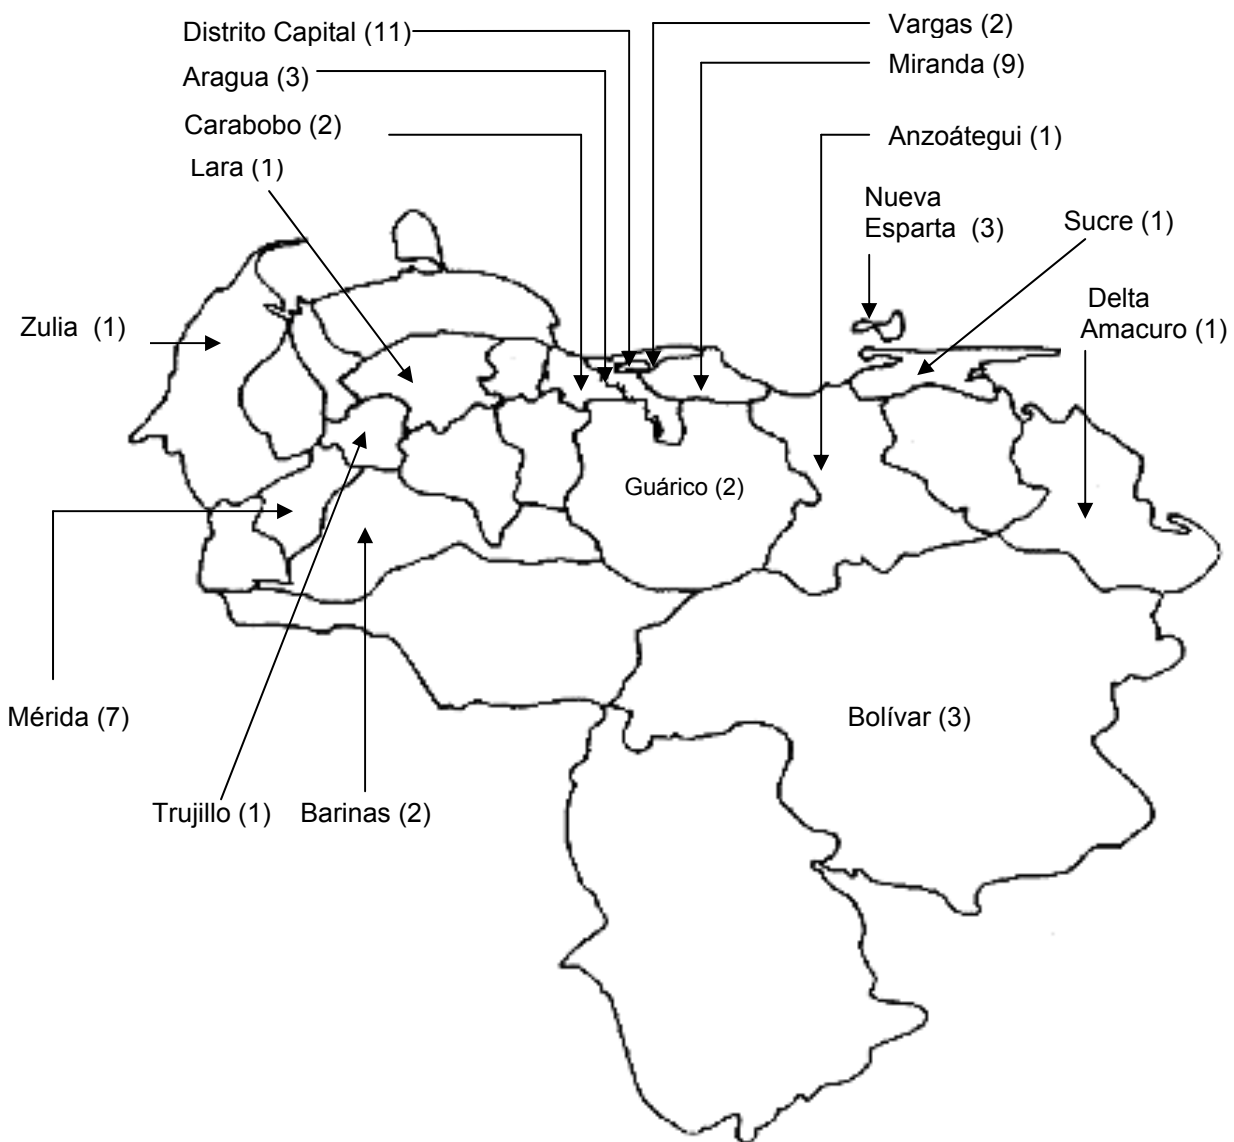 Distrito Capital (11)
Vargas (2)
Aragua (3)
Miranda (9)
Carabobo (2)
Anzoátegui (1)
Lara (1)
Nueva
Esparta (3)
Sucre (1)
Delta
Amacuro (1)
Zulia (1)
Guárico (2)
Mérida (7)
Bolívar (3)
Trujillo (1)
Barinas (2)